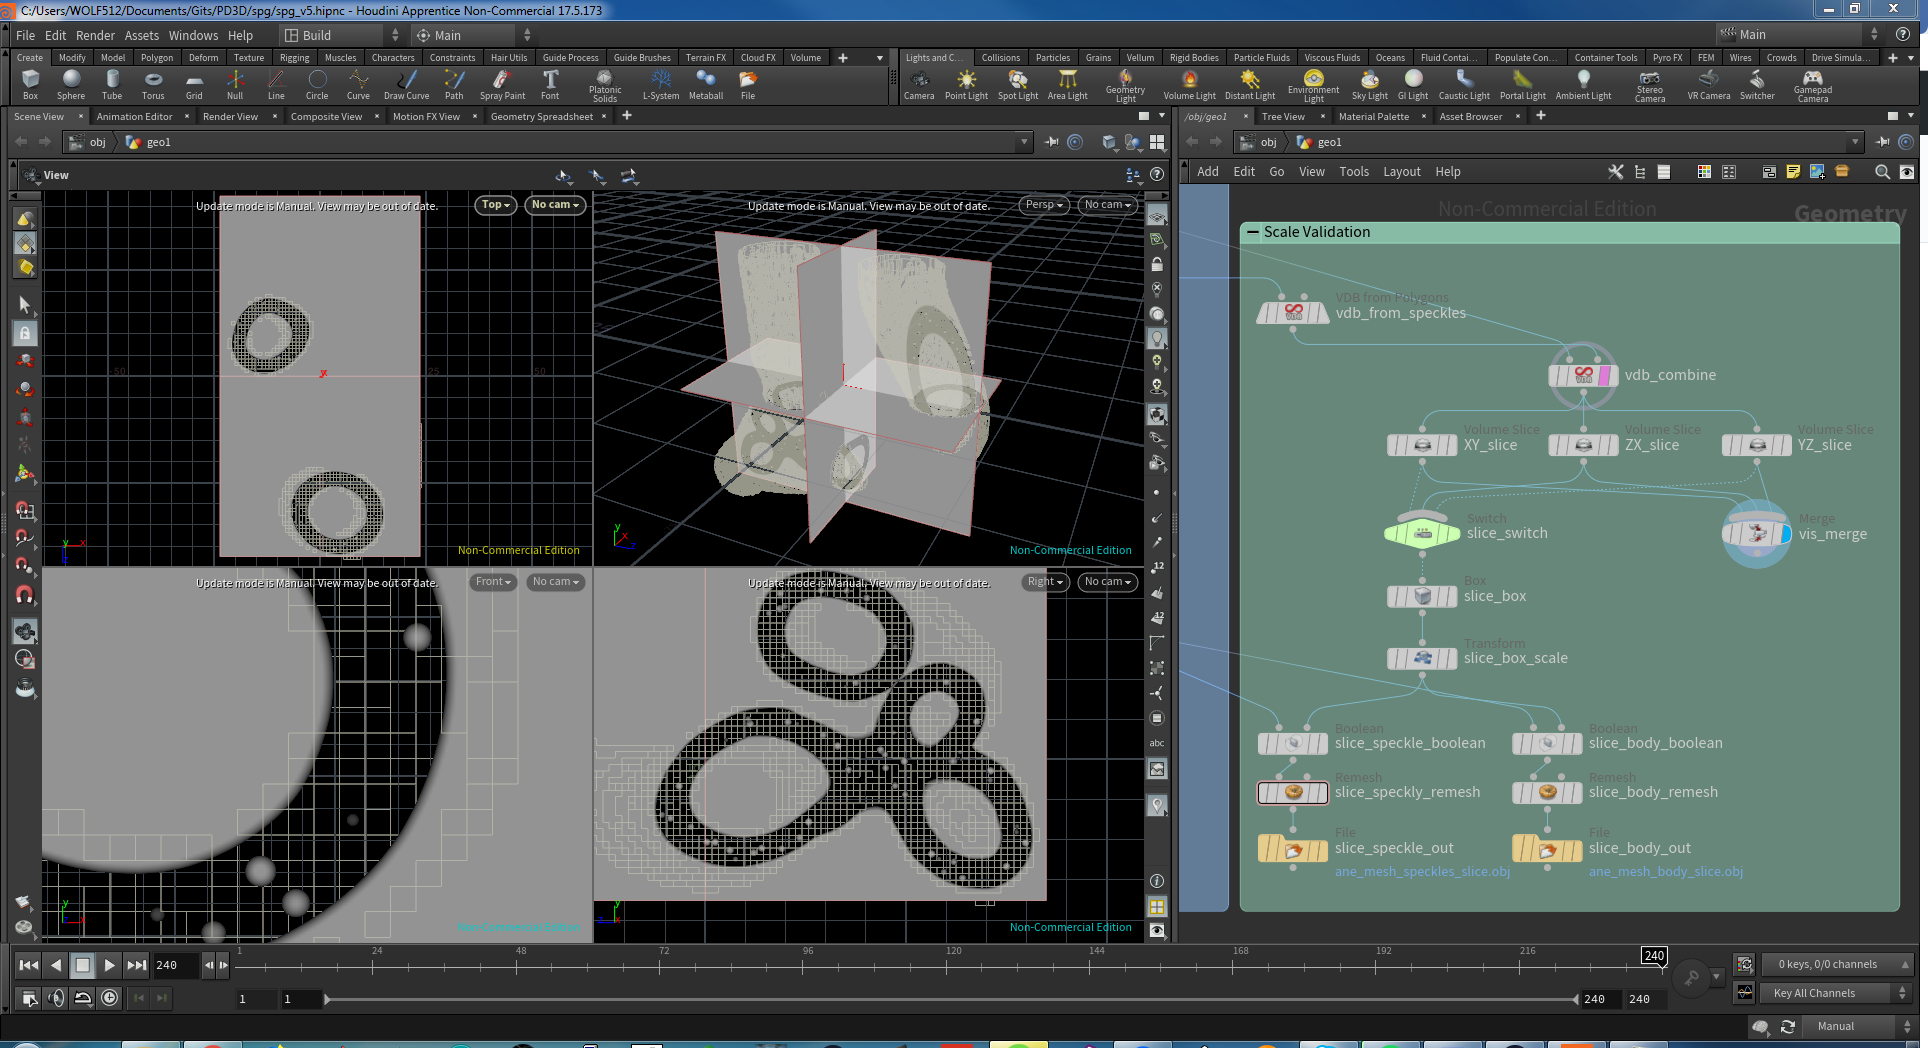 C:/Users/WOLF512/Documents/Gits/PD3D/spg/spg_v5.hipnc - Houdini Apprentice Non-Commercial 17.5.173
File Edit Render Assets Windows Help Build Main Main
Create Modify Model Polygon Deform Texture Rigging Muscles Characters Constraints Hair Utils Guide Process Guide Brushes Terrain FX Cloud FX Volume
Lights and C... Collisions Particles Grains Vellum Rigid Bodies Particle Fluids Viscous Fluids Oceans Fluid Contai... Populate Con... Container Tools Pyro FX FEM Wires Crowds Drive Simula...
Box Sphere Tube Torus Grid Null Line Circle Curve Draw Curve Path Spray Paint Font Platonic Solids L-System Metaball File
Camera Point Light Spot Light Area Light Geometry Light Volume Light Distant Light Environment Light Sky Light GI Light Caustic Light Portal Light Ambient Light Stereo Camera VR Camera Switcher Gamepad Camera
Scene View Animation Editor Render View Composite View Motion FX View Geometry Spreadsheet
/obj/geo1 Tree View Material Palette Asset Browser
obj geo1
obj geo1
View
Add Edit Go View Tools Layout Help
Update mode is Manual. View may be out of date. Top No cam
Update mode is Manual. View may be out of date. Persp No cam
Non-Commercial Edition
Non-Commercial Edition
Update mode is Manual. View may be out of date. Front No cam
Update mode is Manual. View may be out of date. Right No cam
Non-Commercial Edition
Non-Commercial Edition
abc
Non-Commercial Edition
Geometry
Scale Validation
VDB from Polygons
vdb_from_speckles
vdb_combine
Volume Slice
XY_slice
Volume Slice
ZX_slice
Volume Slice
YZ_slice
Switch
slice_switch
Merge
vis_merge
Box
slice_box
Transform
slice_box_scale
Boolean
slice_speckle_boolean
Boolean
slice_body_boolean
Remesh
slice_speckly_remesh
Remesh
slice_body_remesh
File
slice_speckle_out
ane_mesh_speckles_slice.obj
File
slice_body_out
ane_mesh_body_slice.obj
240 1 24 48 72 96 120 144 168 192 216 240
0 keys, 0/0 channels
1 1 240 240
Key All Channels
Manual